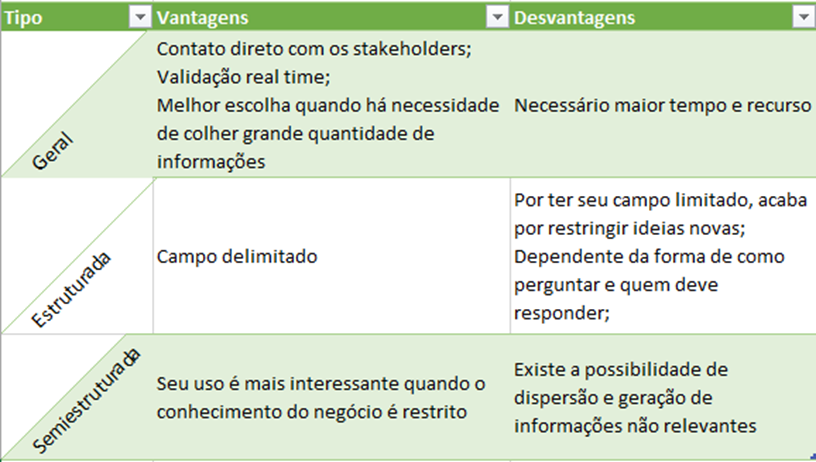 Tipo
Vantagens
Desvantagens
Geral
Contato direto com os stakeholders;
Validação real time;
Melhor escolha quando há necessidade
de colher grande quantidade de
informações
Necessário maior tempo e recurso
Estruturada
Campo delimitado
Por ter seu campo limitado, acaba
por restringir ideias novas;
Dependente da forma de como
perguntar e quem deve
responder;
Semiestruturada
Seu uso é mais interessante quando o
conhecimento do negócio é restrito
Existe a possibilidade de
dispersão e geração de
informações não relevantes